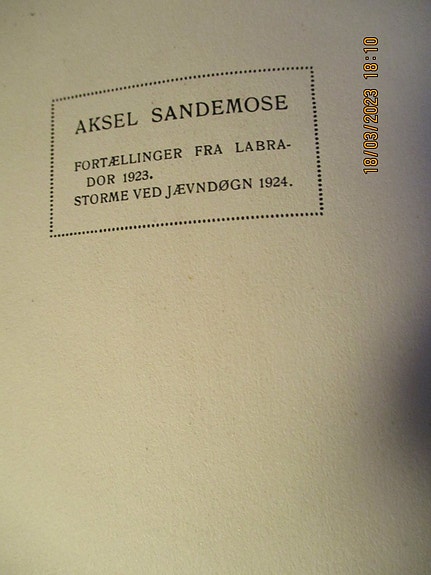 AKSEL SANDEMOSE
FORTÆLLINGER FRA LABRA-
DOR 1923.
STORME VED JÆVNDØGN 1924.
18/03/2023 18:10